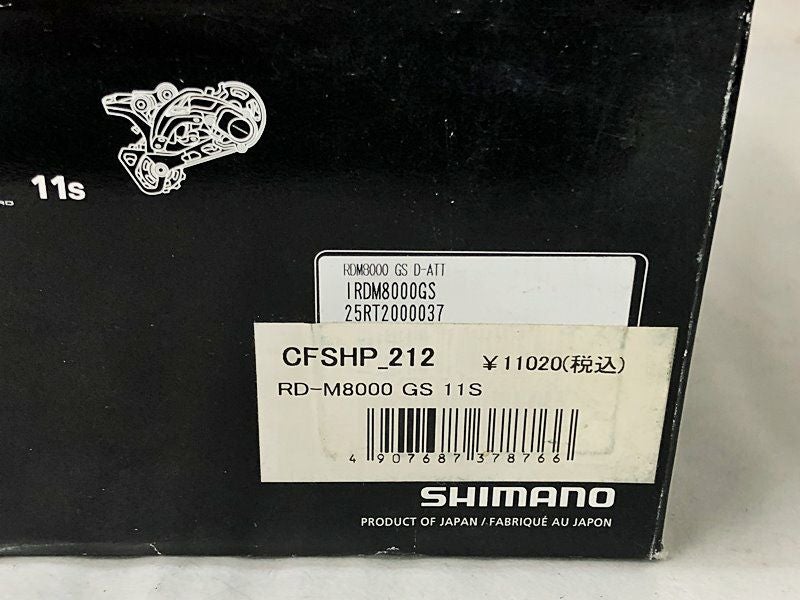 11s
RDM8000 GS D-ATT
IRDM8000GS
25RT2000037
CFSHP_212 ¥11020(税込)
RD-M8000 GS 11S
4 907687 378766
SHIMANO
PRODUCT OF JAPAN / FABRIQUÉ AU JAPON